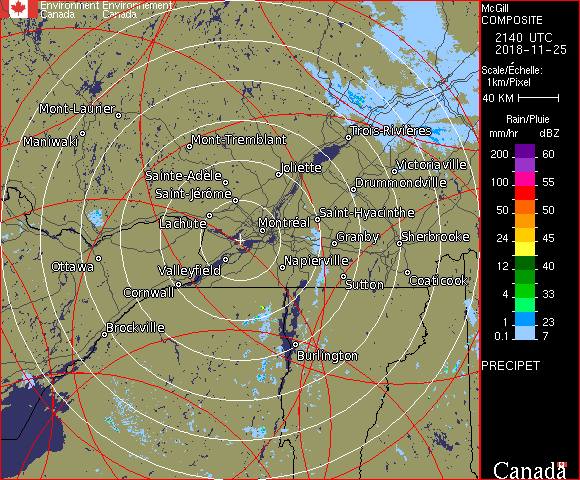 Environment Environnement
Canada Canada
McGill
COMPOSITE
2140 UTC
2018-11-25
Scale/Échelle:
1km/Pixel
40 KM
Rain/Pluie
mm/hr dBZ
200 60
150 57
100 55
50 50
24 45
12 40
4 33
1 23
0.1 7
PRECIPET
Canada
Mont-Laurier
Maniwaki
Mont-Tremblant
Trois-Rivières
Joliette
Victoriaville
Sainte-Adèle
Drummondville
Saint-Jérôme
Lachute
Saint-Hyacinthe
Montréal
Granby
Sherbrooke
Ottawa
Valleyfield
Napierville
Coaticook
Sutton
Cornwall
Brockville
Burlington